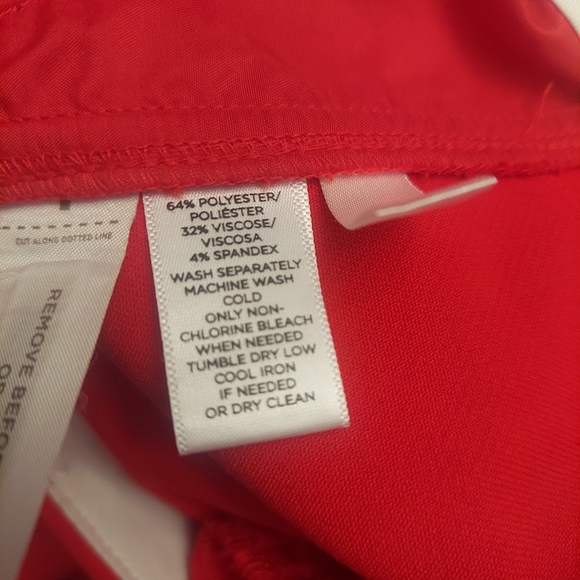 64% POLYESTER/
POLIÉSTER
32% VISCOSE/
VISCOSA
4% SPANDEX
WASH SEPARATELY
MACHINE WASH
COLD
ONLY NON-
CHLORINE BLEACH
WHEN NEEDED
TUMBLE DRY LOW
COOL IRON
IF NEEDED
OR DRY CLEAN
CUT ALONG DOTTED LINE
REMOVE BEFO